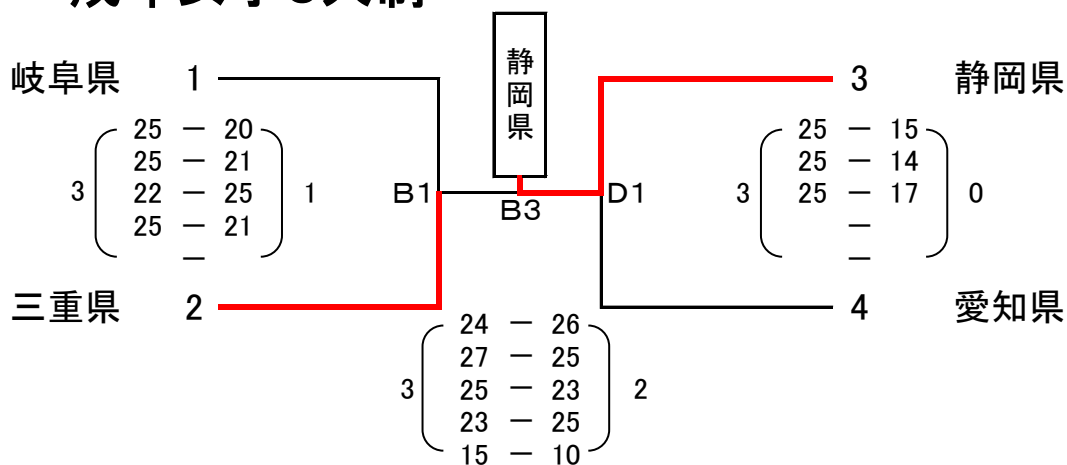 静岡県
岐阜県 1
3 静岡県
25 － 20
25 － 21
3 22 － 25 1
25 － 21
－
25 － 15
25 － 14
3 25 － 17 0
－
－
B1
B3
D1
三重県 2
4 愛知県
24 － 26
27 － 25
3 25 － 23 2
23 － 25
15 － 10